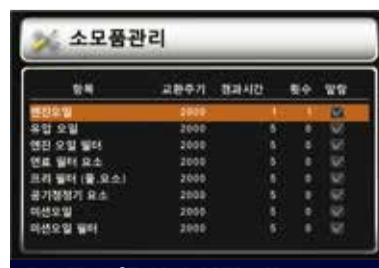 소모품관리
항목 교환주기 경과시간 횟수 알람
엔진오일 2000 1 1
유압 오일 2000 5 0
엔진 오일 필터 2000 5 0
연료 필터 요소 2000 5 0
프리 필터 (물 요소) 2000 5 0
공기청정기 요소 2000 5 0
미션오일 2000 5 0
미션오일 필터 2000 5 0